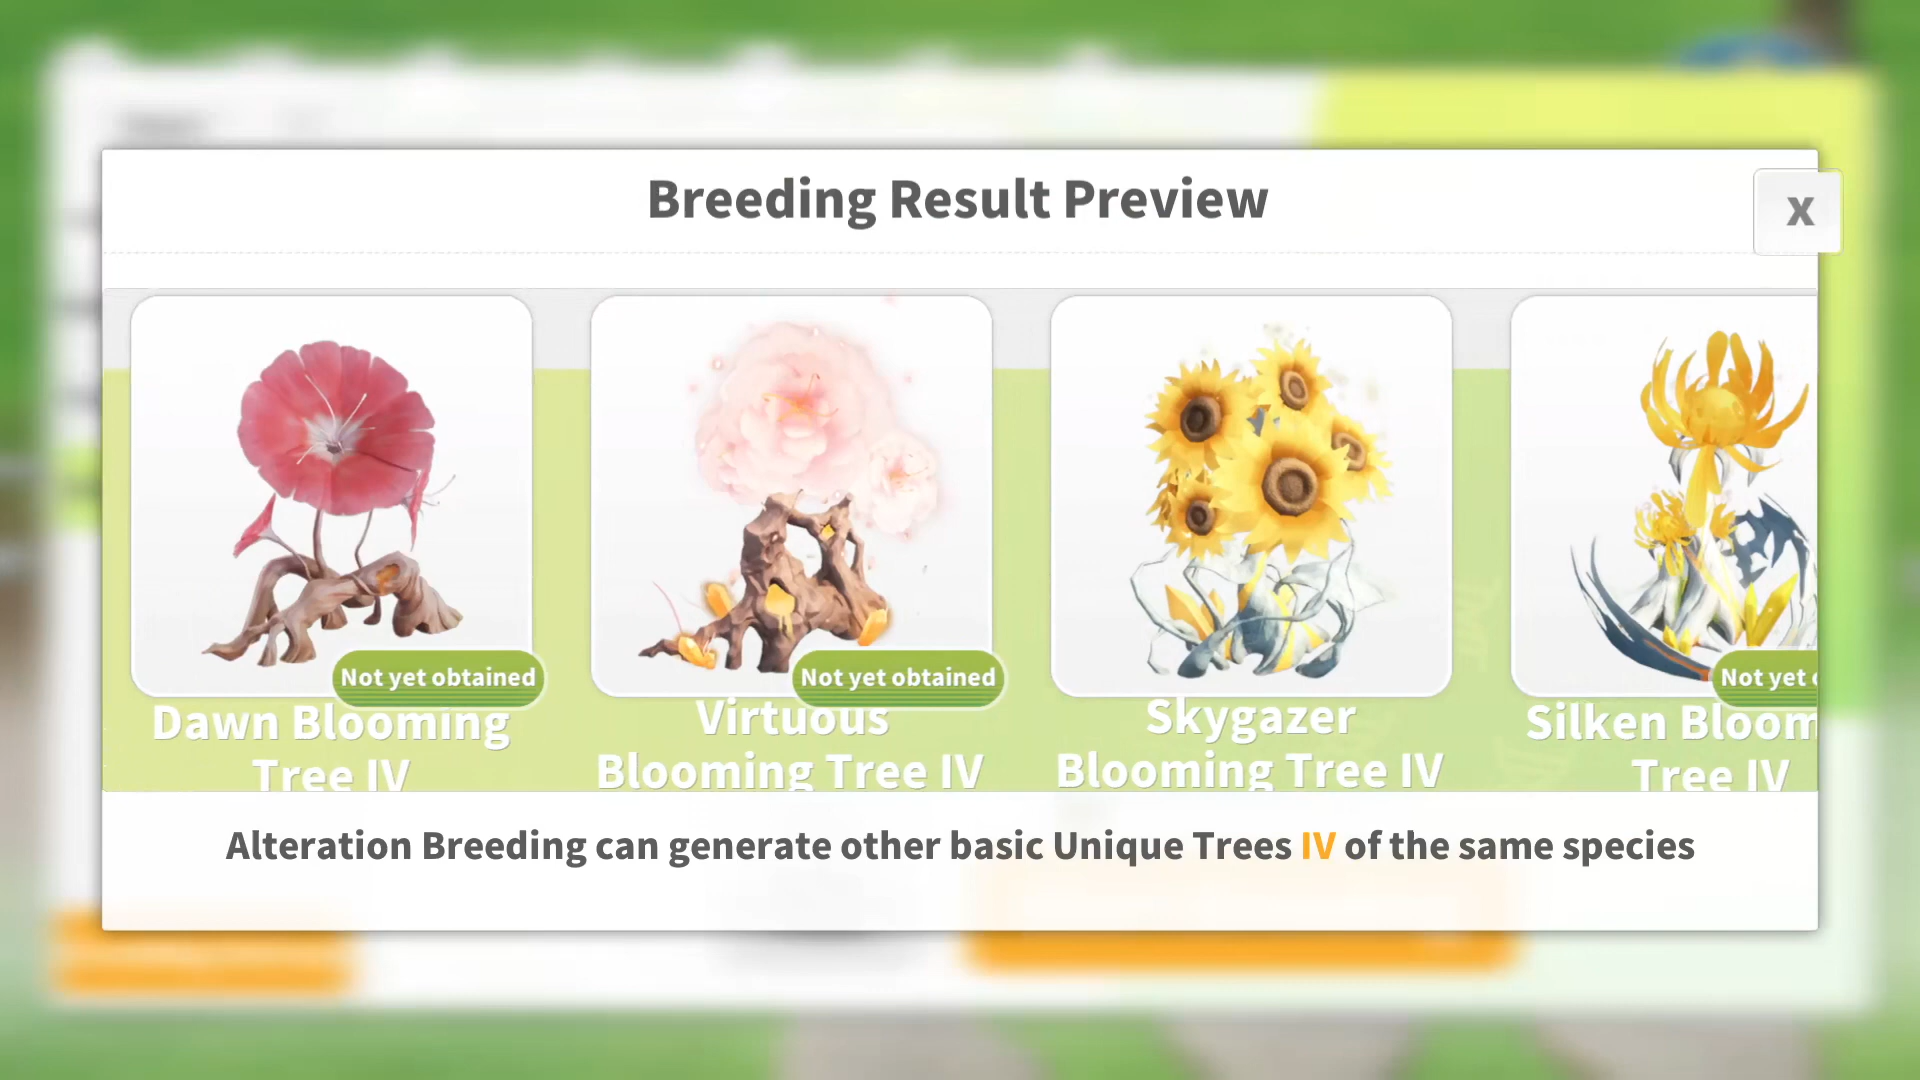 Breeding Result Preview
X
Not yet obtained
Not yet obtained
Not yet
Dawn Blooming
Tree IV
Virtuous
Blooming Tree IV
Skygazer
Blooming Tree IV
Silken Bloom
Tree IV
Alteration Breeding can generate other basic Unique Trees IV of the same species